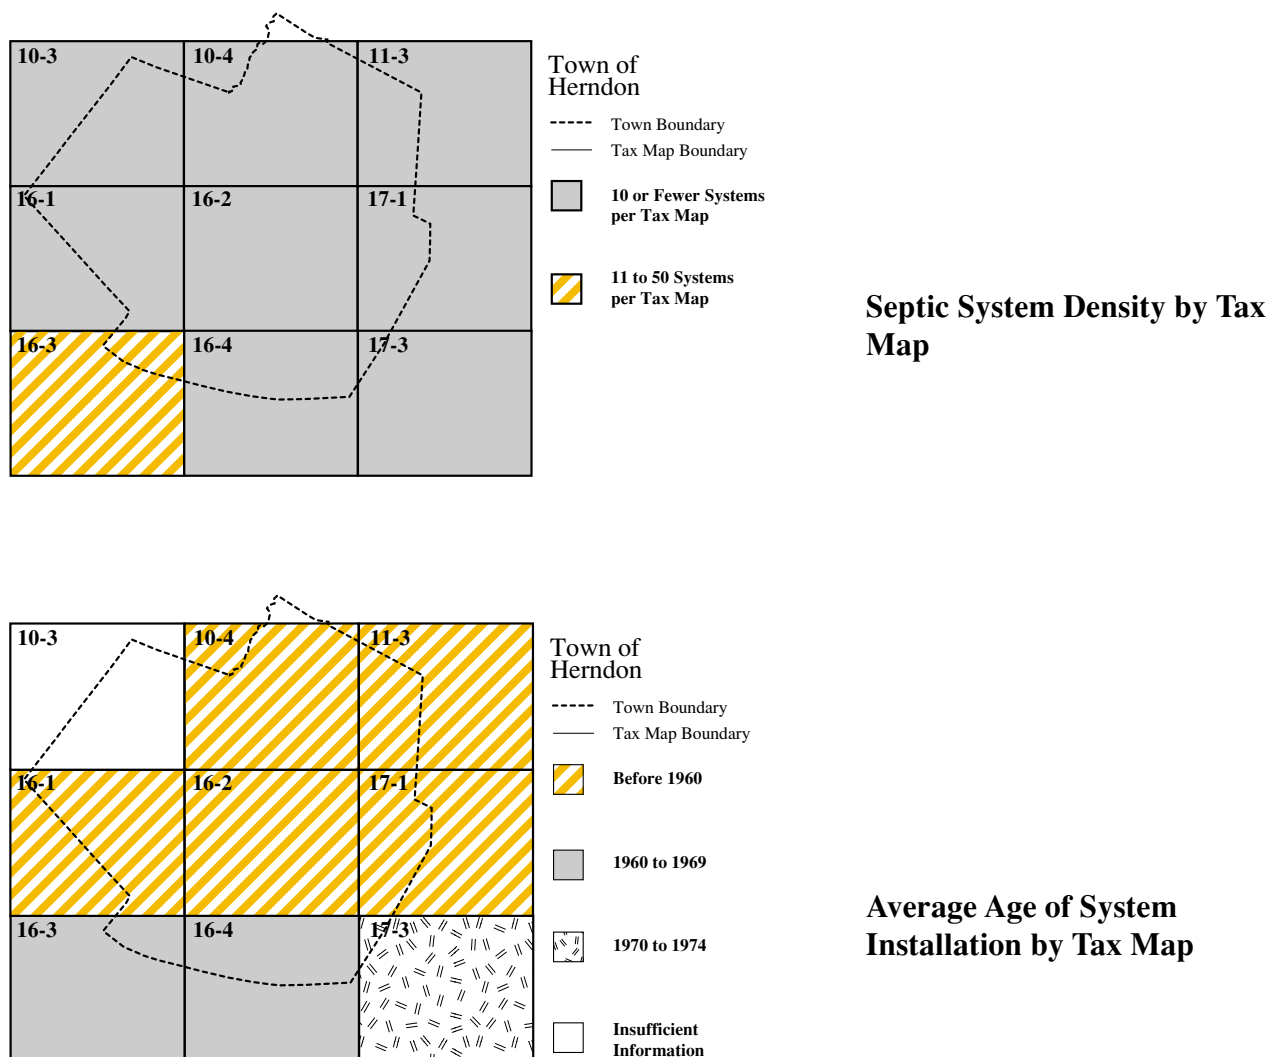 10-3
10-4
11-3
16-1
16-2
17-1
16-3
16-4
17-3
Town of
Herndon
Town Boundary
Tax Map Boundary
10 or Fewer Systems
per Tax Map
11 to 50 Systems
per Tax Map
Septic System Density by Tax
Map
10-3
10-4
11-3
16-1
16-2
17-1
16-3
16-4
17-3
Town of
Herndon
Town Boundary
Tax Map Boundary
Before 1960
1960 to 1969
1970 to 1974
Insufficient
Information
Average Age of System
Installation by Tax Map